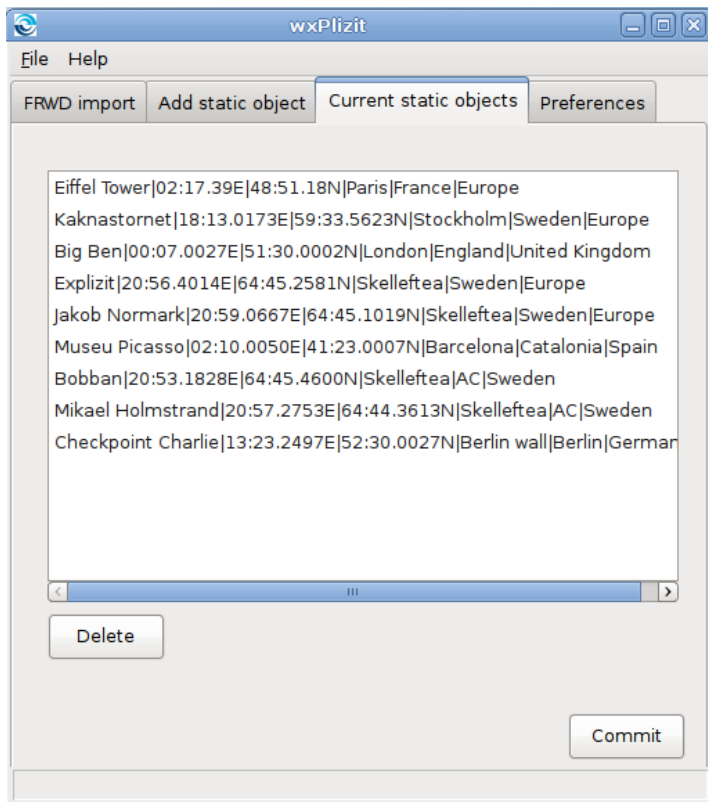 wxPlizit
File Help
FRWD import Add static object Current static objects Preferences
Eiffel Tower|02:17.39E|48:51.18N|Paris|France|Europe
Kaknastornet|18:13.0173E|59:33.5623N|Stockholm|Sweden|Europe
Big Ben|00:07.0027E|51:30.0002N|London|England|United Kingdom
Explizit|20:56.4014E|64:45.2581N|Skelleftea|Sweden|Europe
Jakob Normark|20:59.0667E|64:45.1019N|Skelleftea|Sweden|Europe
Museu Picasso|02:10.0050E|41:23.0007N|Barcelona|Catalonia|Spain
Bobban|20:53.1828E|64:45.4600N|Skelleftea|AC|Sweden
Mikael Holmstrand|20:57.2753E|64:44.3613N|Skelleftea|AC|Sweden
Checkpoint Charlie|13:23.2497E|52:30.0027N|Berlin wall|Berlin|German
Delete
Commit